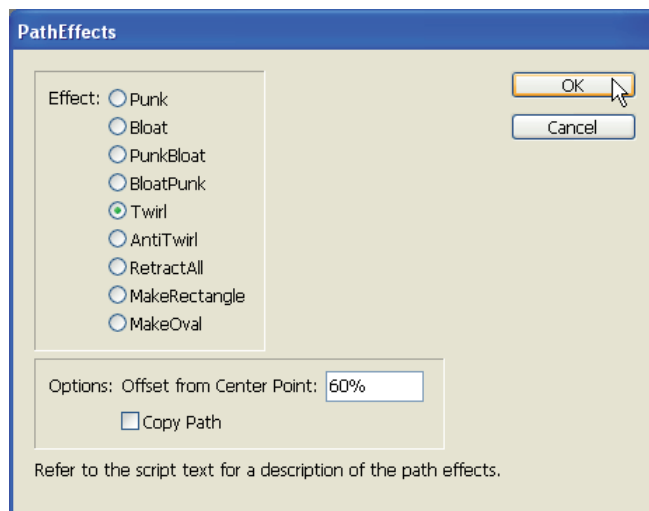 PathEffects
Effect: Punk
Bloat
PunkBloat
BloatPunk
Twirl
AntiTwirl
RetractAll
MakeRectangle
MakeOval
OK
Cancel
Options: Offset from Center Point: 60%
Copy Path
Refer to the script text for a description of the path effects.